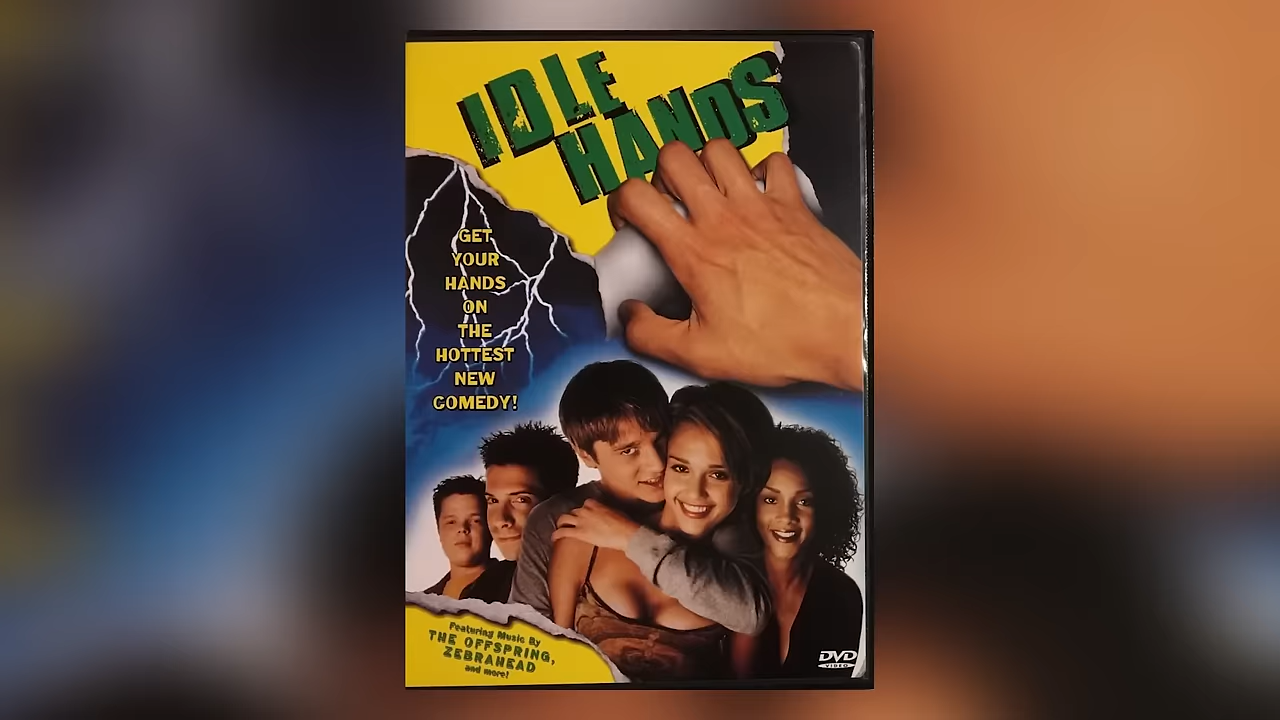 IDLE
HANDS
GET
YOUR
HANDS
ON
THE
HOTTEST
NEW
COMEDY!
Featuring Music By
THE OFFSPRING,
ZEBRAHEAD
and more!
DVD
VIDEO